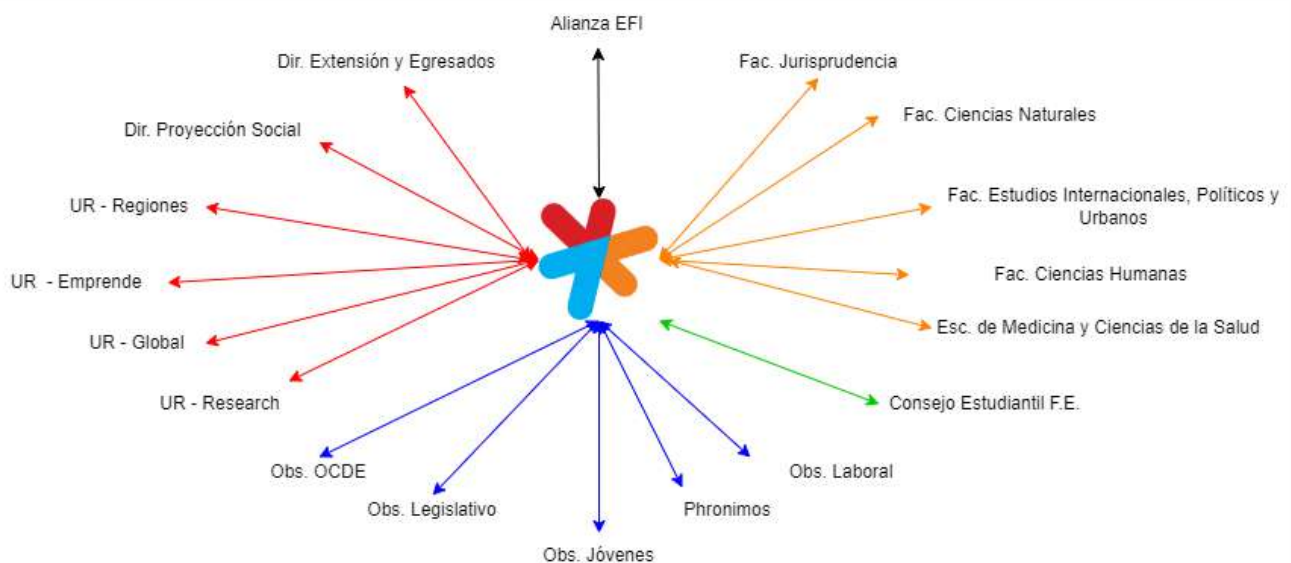 Alianza EFI
Dir. Extensión y Egresados
Fac. Jurisprudencia
Dir. Proyección Social
Fac. Ciencias Naturales
UR - Regiones
Fac. Estudios Internacionales, Políticos y
Urbanos
UR - Emprende
Fac. Ciencias Humanas
UR - Global
Esc. de Medicina y Ciencias de la Salud
UR - Research
Consejo Estudiantil F.E.
Obs. OCDE
Obs. Laboral
Obs. Legislativo
Phronimos
Obs. Jóvenes